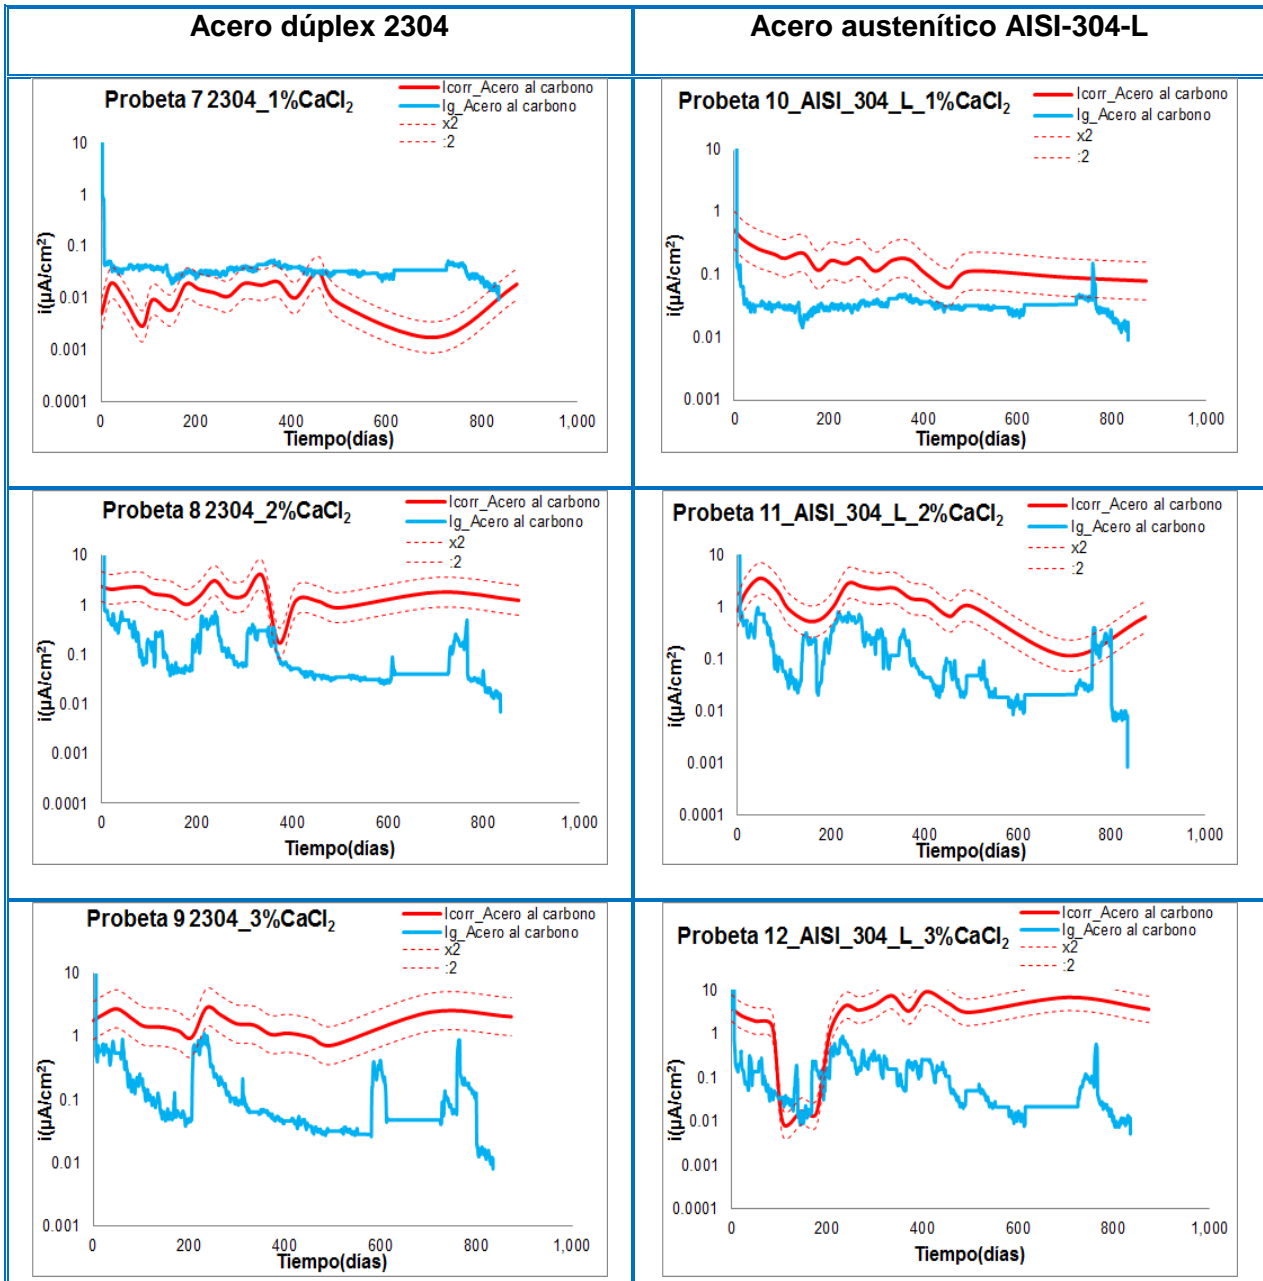 Acero dúplex 2304
Acero austenítico AISI-304-L
Probeta 7 2304_1%CaCl₂
Icorr_Acero al carbono
Ig_Acero al carbono
x2
:2
i(µA/cm²)
10
1
0.1
0.01
0.001
0.0001
0 200 400 600 800 1,000
Tiempo(días)
Probeta 10_AISI_304_L_1%CaCl₂
Icorr_Acero al carbono
Ig_Acero al carbono
x2
:2
i(µA/cm²)
10
1
0.1
0.01
0.001
0 200 400 600 800 1,000
Tiempo(días)
Probeta 8 2304_2%CaCl₂
Icorr_Acero al carbono
Ig_Acero al carbono
x2
:2
i(µA/cm²)
10
1
0.1
0.01
0.001
0.0001
0 200 400 600 800 1,000
Tiempo(días)
Probeta 11_AISI_304_L_2%CaCl₂
Icorr_Acero al carbono
Ig_Acero al carbono
x2
:2
i(µA/cm²)
10
1
0.1
0.01
0.001
0.0001
0 200 400 600 800 1,000
Tiempo(días)
Probeta 9 2304_3%CaCl₂
Icorr_Acero al carbono
Ig_Acero al carbono
x2
:2
i(µA/cm²)
10
1
0.1
0.01
0.001
0 200 400 600 800 1,000
Tiempo(días)
Probeta 12_AISI_304_L_3%CaCl₂
Icorr_Acero al carbono
Ig_Acero al carbono
x2
:2
i(µA/cm²)
10
1
0.1
0.01
0.001
0.0001
0 200 400 600 800 1,000
Tiempo(días)